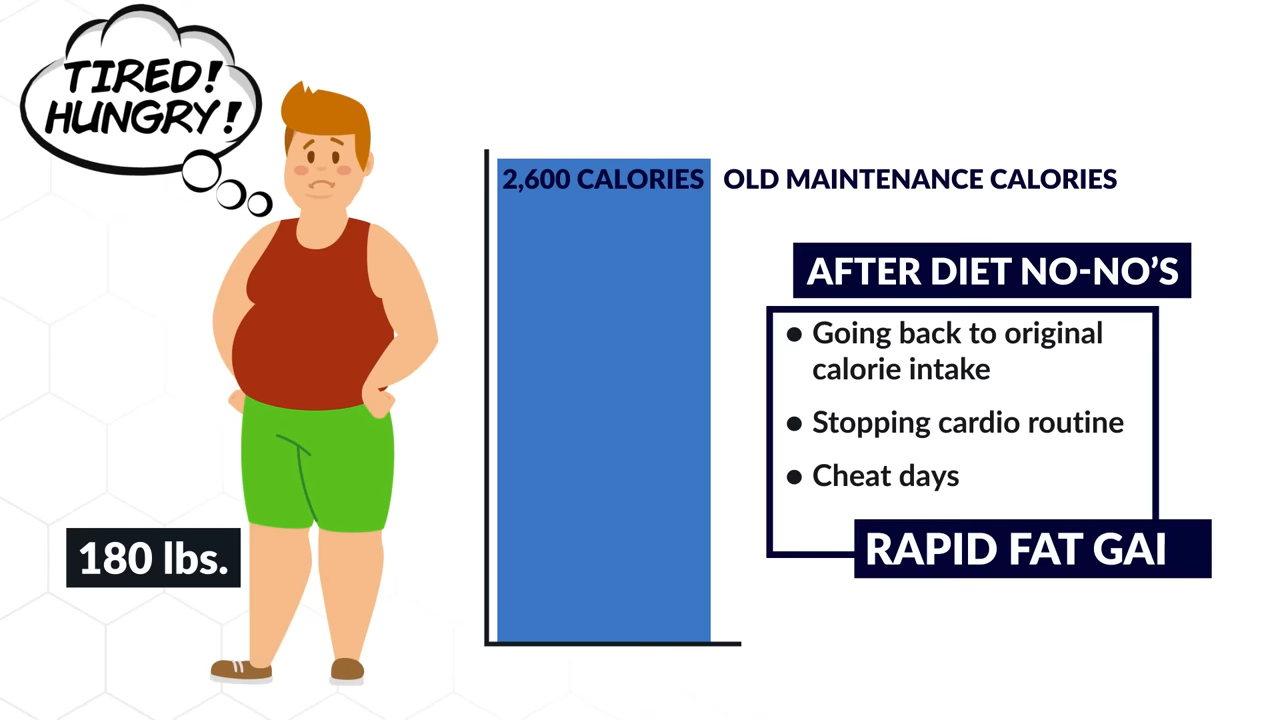 TIRED!
HUNGRY!
2,600 CALORIES
OLD MAINTENANCE CALORIES
AFTER DIET NO-NO’S
• Going back to original
calorie intake
• Stopping cardio routine
• Cheat days
RAPID FAT GAI
180 lbs.